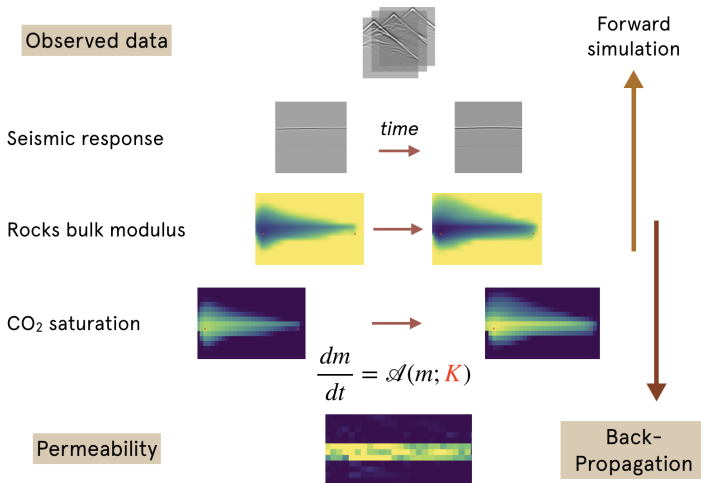 Observed data
Forward
simulation
Seismic response
time
Rocks bulk modulus
CO₂ saturation
dm/dt = 𝒜(m; K)
Permeability
Back-
Propagation